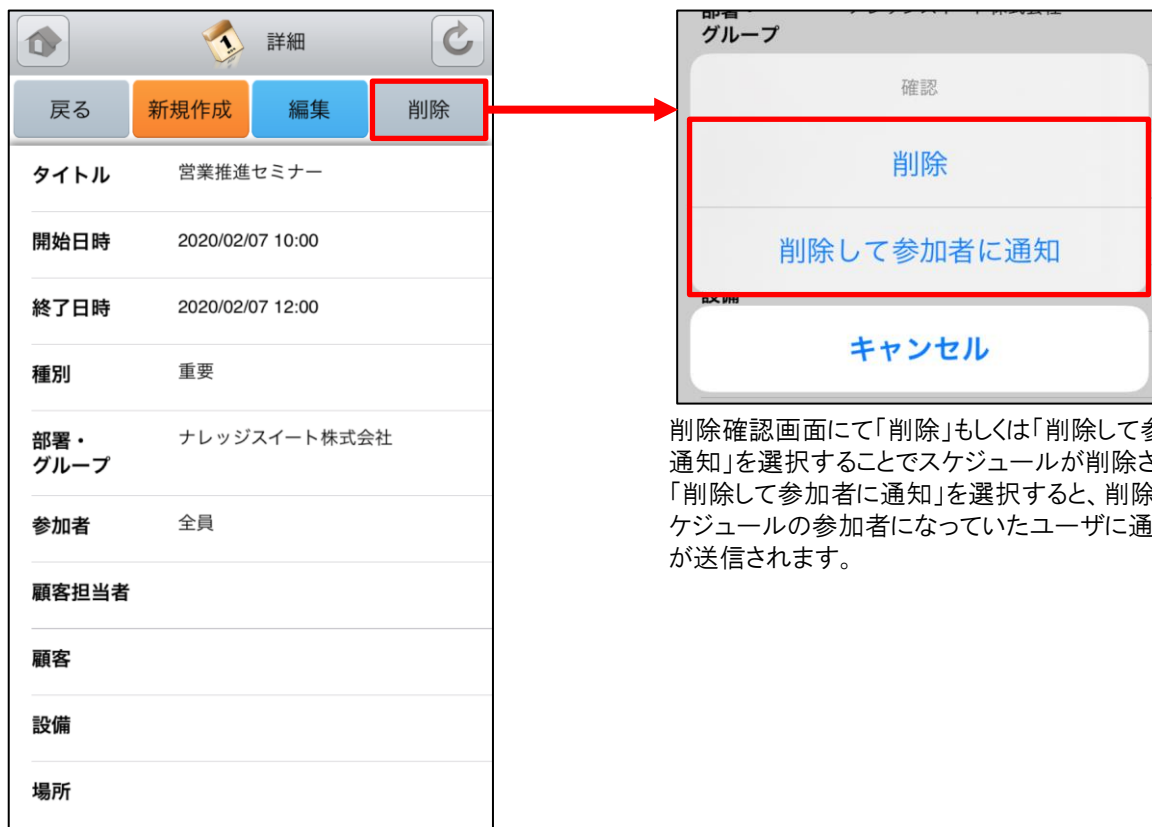 詳細
戻る 新規作成 編集 削除
タイトル 営業推進セミナー
開始日時 2020/02/07 10:00
終了日時 2020/02/07 12:00
種別 重要
部署・ ナレッジスイート株式会社
グループ
参加者 全員
顧客担当者
顧客
設備
場所
グループ
確認
削除
削除して参加者に通知
設備
キャンセル
削除確認画面にて「削除」もしくは「削除して参
通知」を選択することでスケジュールが削除さ
「削除して参加者に通知」を選択すると、削除
ケジュールの参加者になっていたユーザに通
が送信されます。